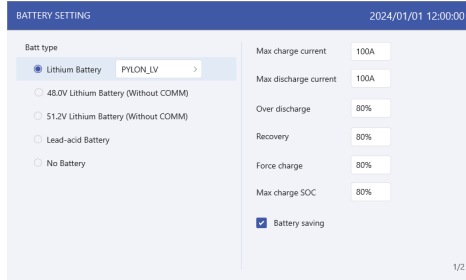 BATTERY SETTING
2024/01/01 12:00:00
Batt type
Lithium Battery
PYLON_LV
48.0V Lithium Battery (Without COMM)
51.2V Lithium Battery (Without COMM)
Lead-acid Battery
No Battery
Max charge current 100A
Max discharge current 100A
Over discharge 80%
Recovery 80%
Force charge 80%
Max charge SOC 80%
Battery saving
1/2